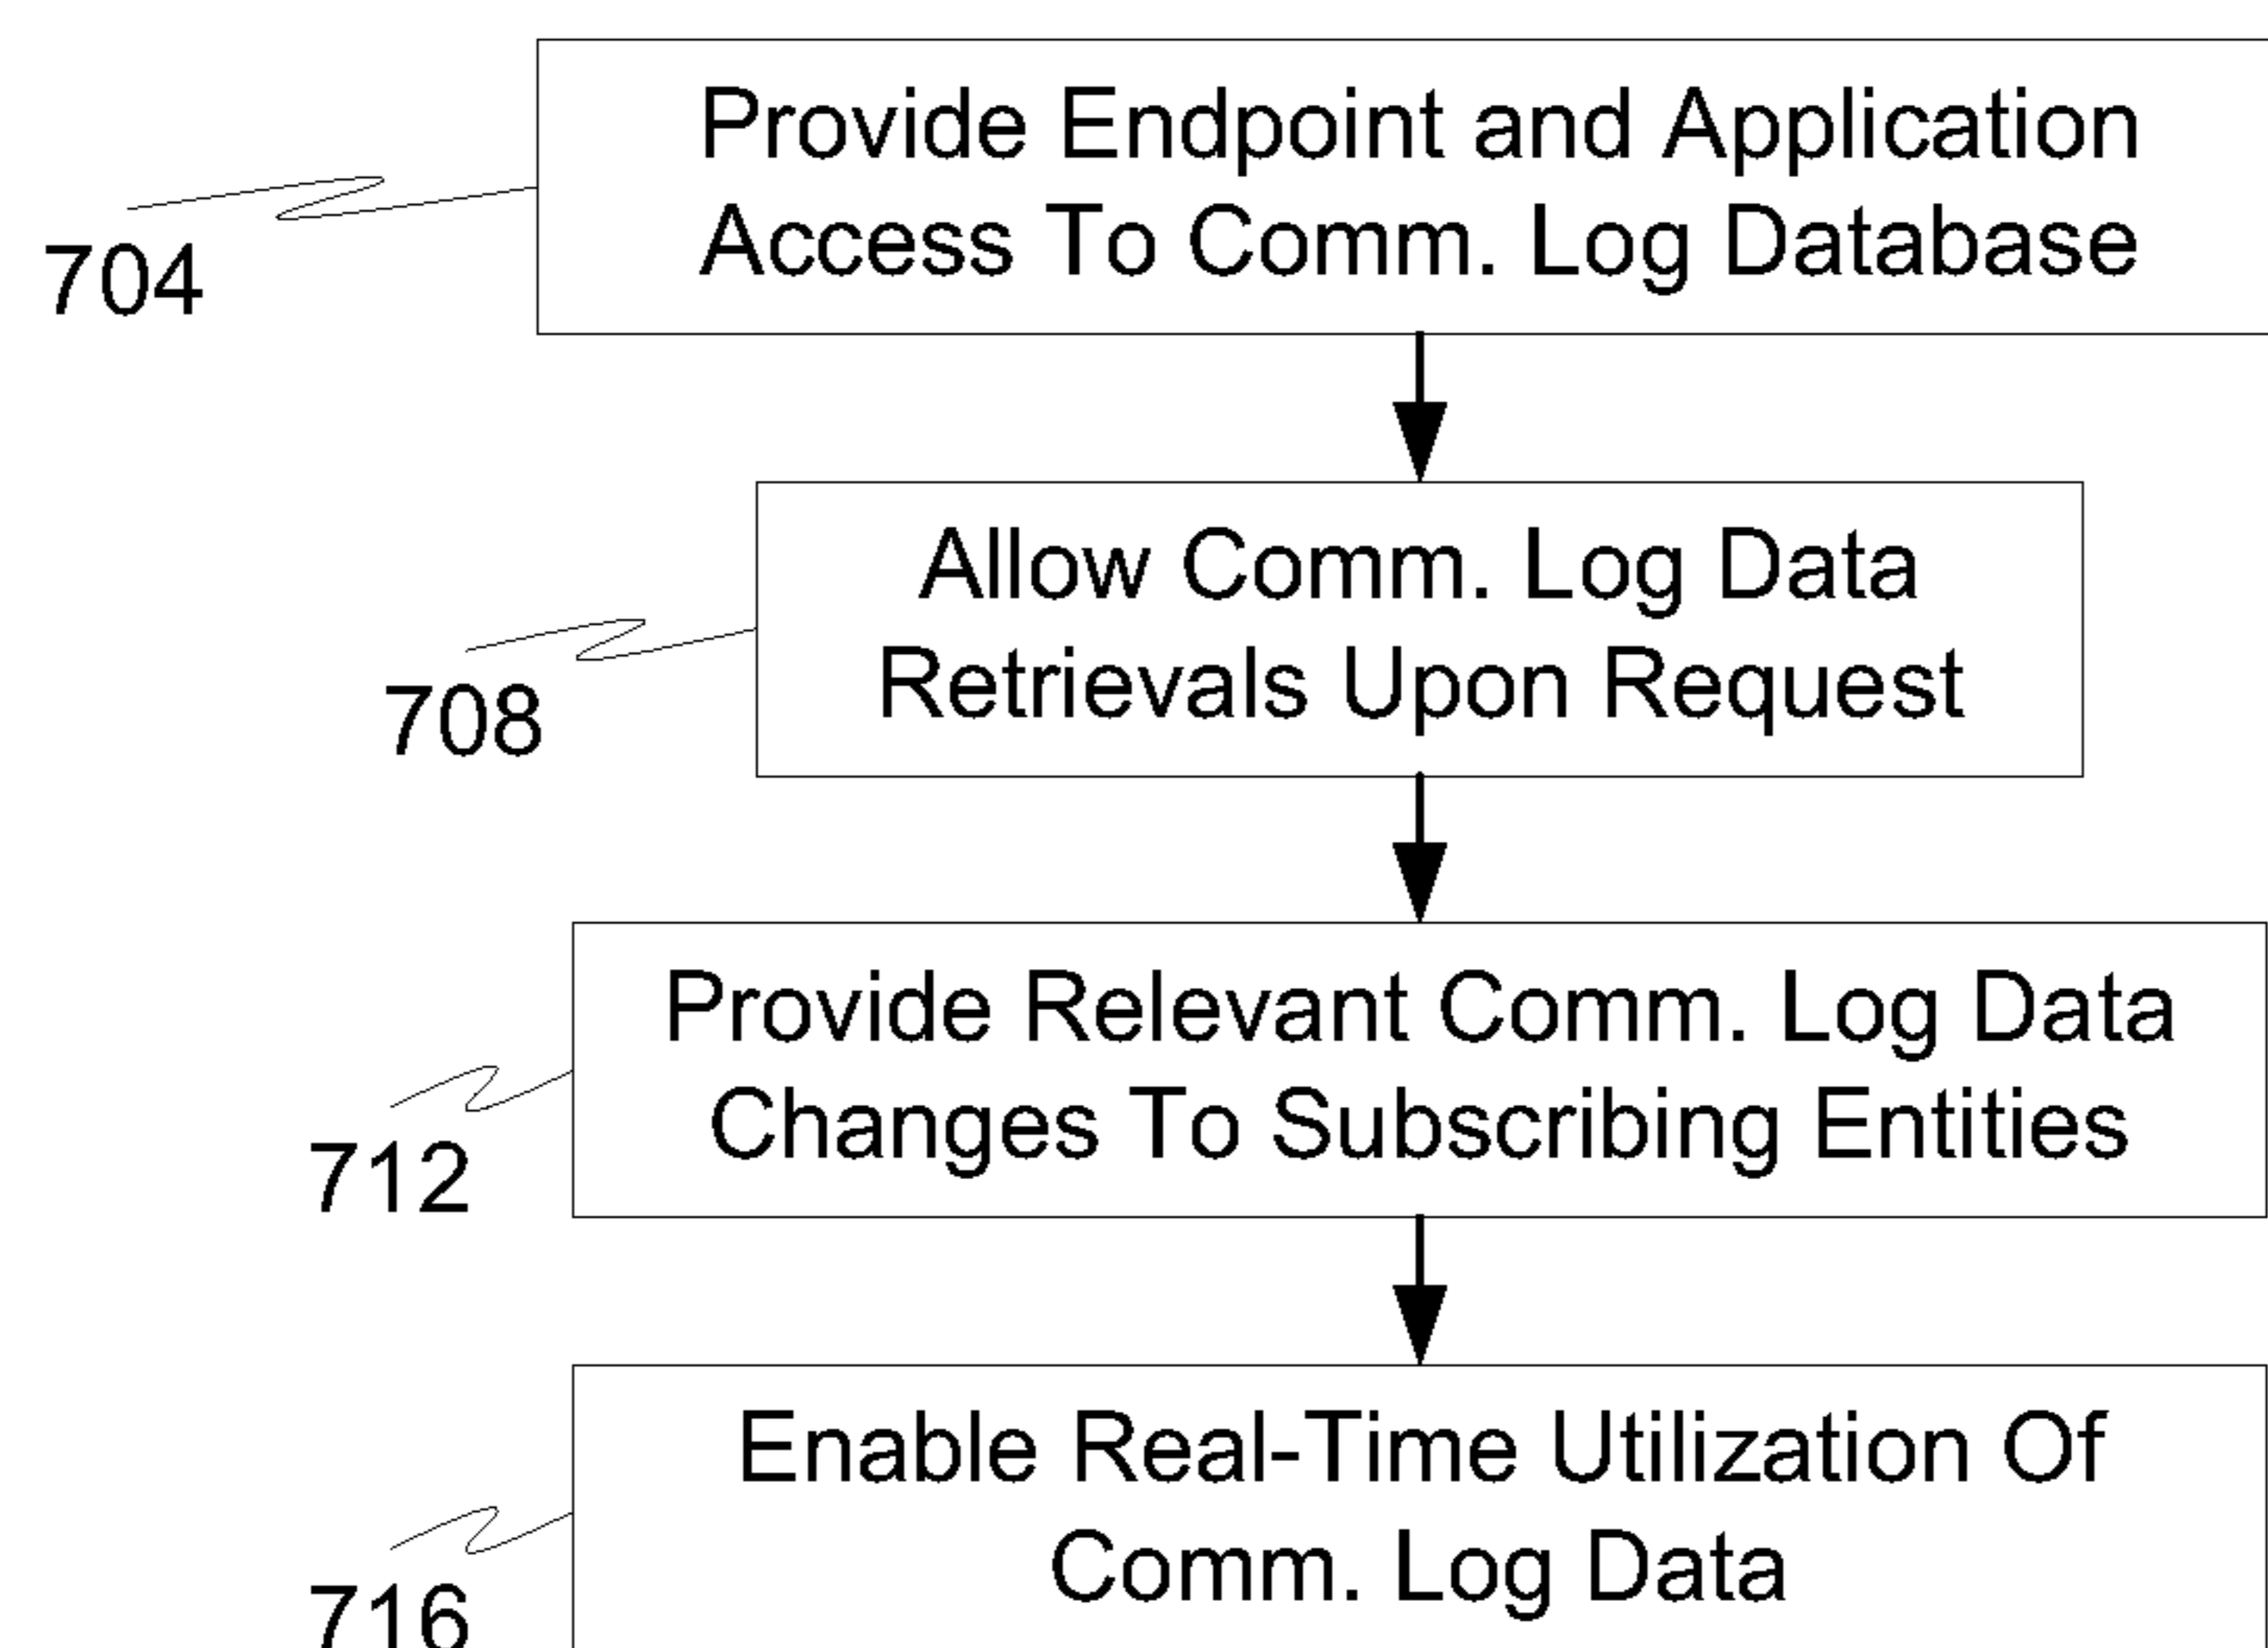 Provide Endpoint and Application
Access To Comm. Log Database
704
Allow Comm. Log Data
Retrievals Upon Request
708
Provide Relevant Comm. Log Data
Changes To Subscribing Entities
712
Enable Real-Time Utilization Of
Comm. Log Data
716